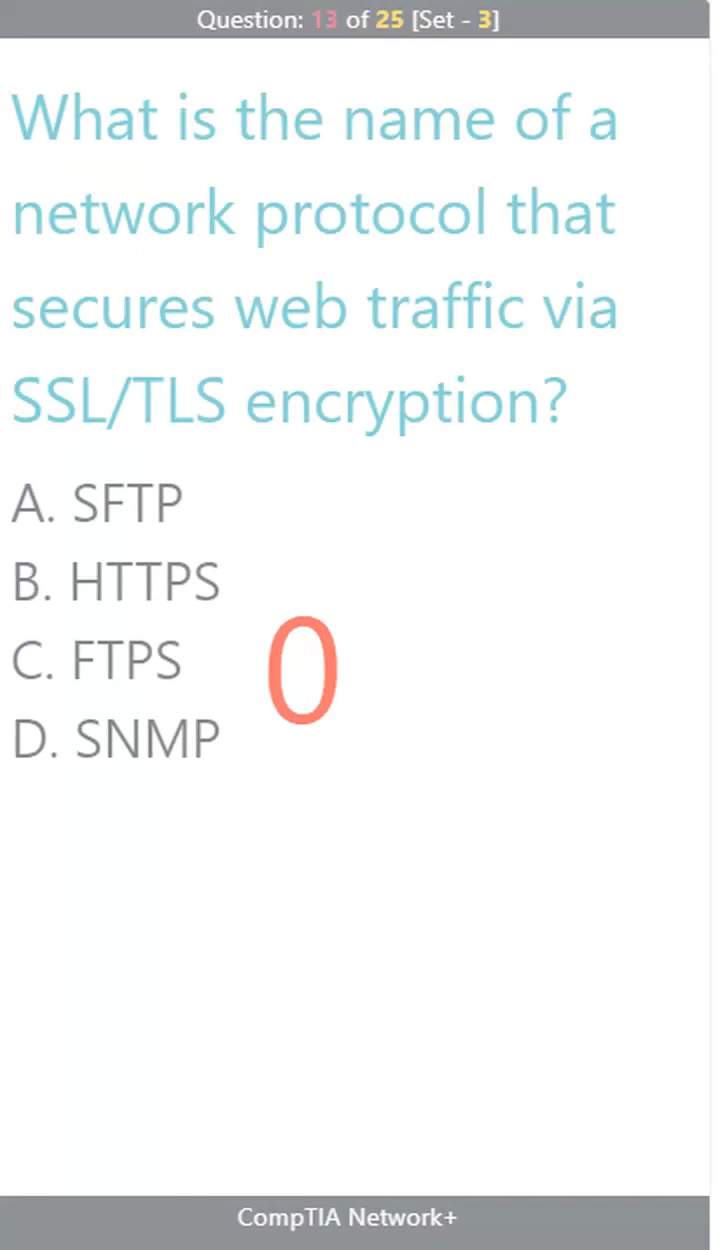 Question: 13 of 25 [Set - 3]
What is the name of a
network protocol that
secures web traffic via
SSL/TLS encryption?
A. SFTP
B. HTTPS
C. FTPS
D. SNMP
0
CompTIA Network+